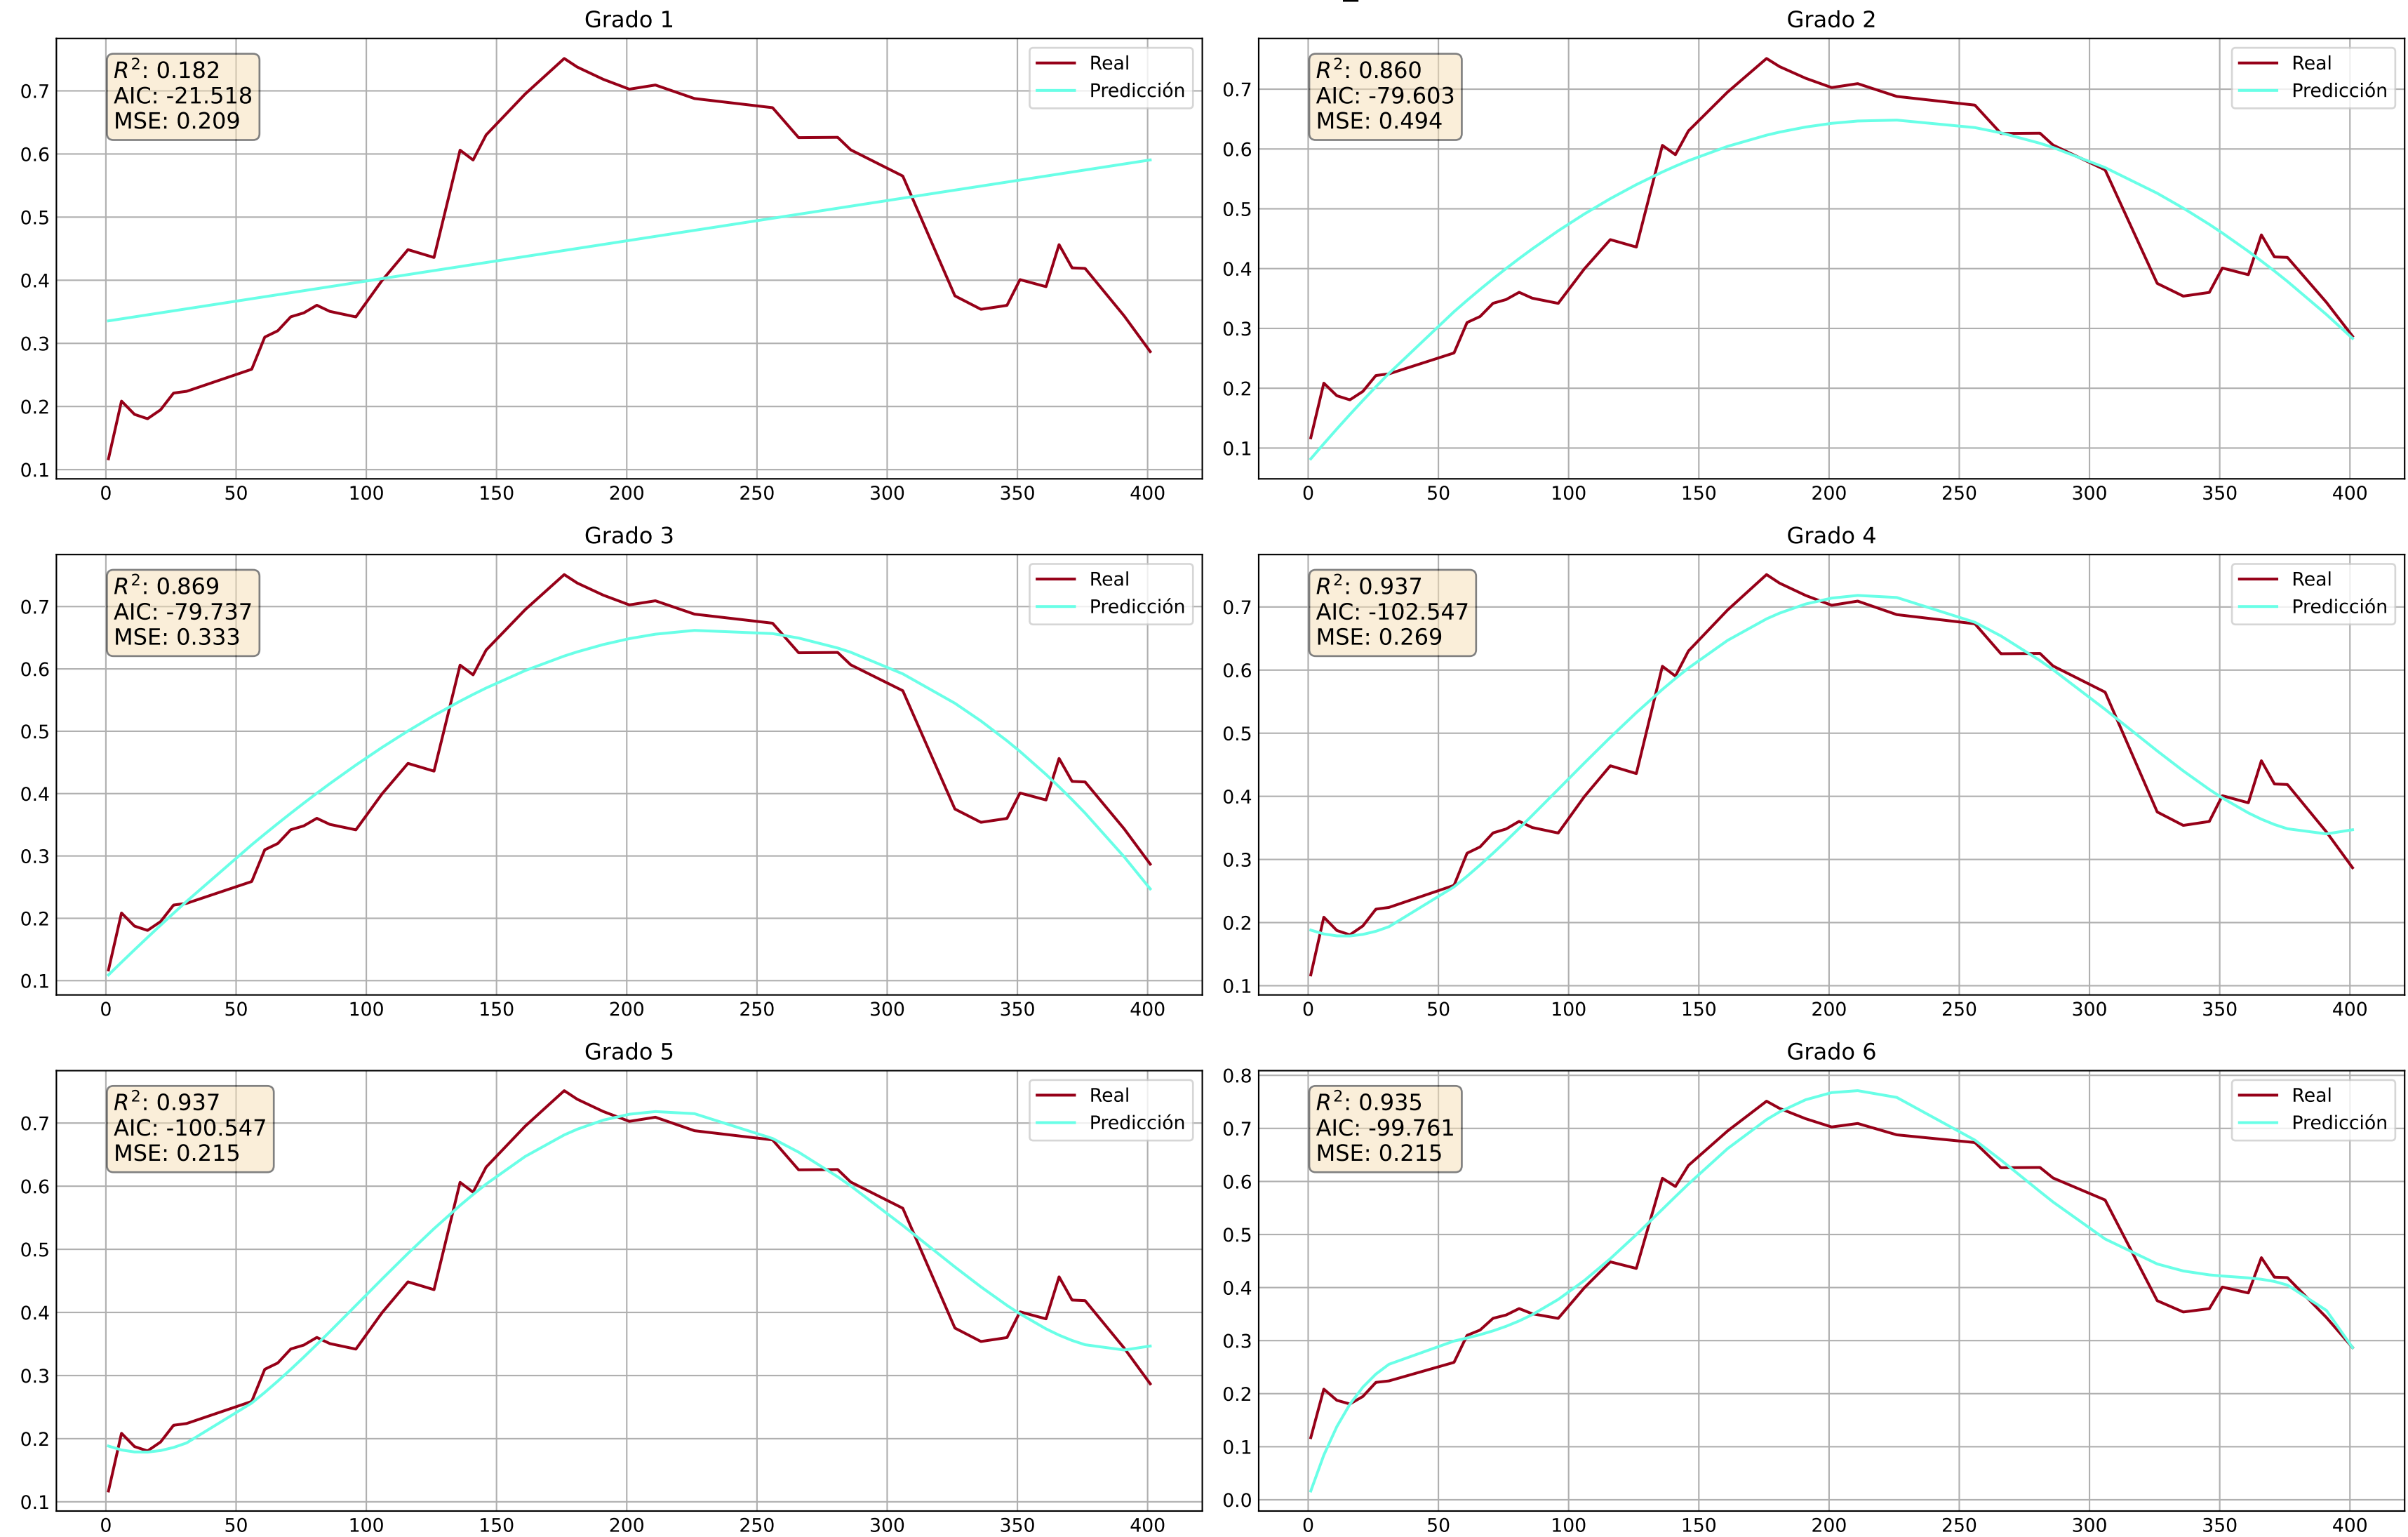 Grado 1
R²: 0.182
AIC: -21.518
MSE: 0.209
Real
Predicción
0.7
0.6
0.5
0.4
0.3
0.2
0.1
0 50 100 150 200 250 300 350 400
Grado 2
R²: 0.860
AIC: -79.603
MSE: 0.494
Real
Predicción
0.7
0.6
0.5
0.4
0.3
0.2
0.1
0 50 100 150 200 250 300 350 400
Grado 3
R²: 0.869
AIC: -79.737
MSE: 0.333
Real
Predicción
0.7
0.6
0.5
0.4
0.3
0.2
0.1
0 50 100 150 200 250 300 350 400
Grado 4
R²: 0.937
AIC: -102.547
MSE: 0.269
Real
Predicción
0.7
0.6
0.5
0.4
0.3
0.2
0.1
0 50 100 150 200 250 300 350 400
Grado 5
R²: 0.937
AIC: -100.547
MSE: 0.215
Real
Predicción
0.7
0.6
0.5
0.4
0.3
0.2
0.1
0 50 100 150 200 250 300 350 400
Grado 6
R²: 0.935
AIC: -99.761
MSE: 0.215
Real
Predicción
0.8
0.7
0.6
0.5
0.4
0.3
0.2
0.1
0.0
0 50 100 150 200 250 300 350 400